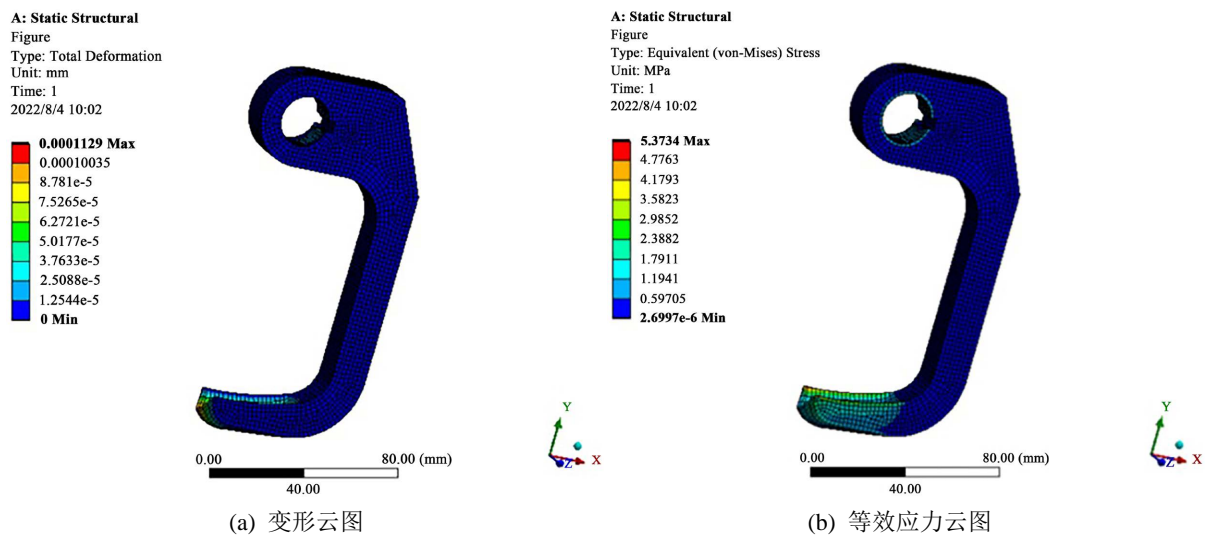 A: Static Structural
Figure
Type: Total Deformation
Unit: mm
Time: 1
2022/8/4 10:02
0.0001129 Max
0.00010035
8.781e-5
7.5265e-5
6.2721e-5
5.0177e-5
3.7633e-5
2.5088e-5
1.2544e-5
0 Min
Y
X
Z
0.00
80.00 (mm)
40.00
(a) 变形云图
A: Static Structural
Figure
Type: Equivalent (von-Mises) Stress
Unit: MPa
Time: 1
2022/8/4 10:02
5.3734 Max
4.7763
4.1793
3.5823
2.9852
2.3882
1.7911
1.1941
0.59705
2.6997e-6 Min
Y
X
Z
0.00
80.00 (mm)
40.00
(b) 等效应力云图